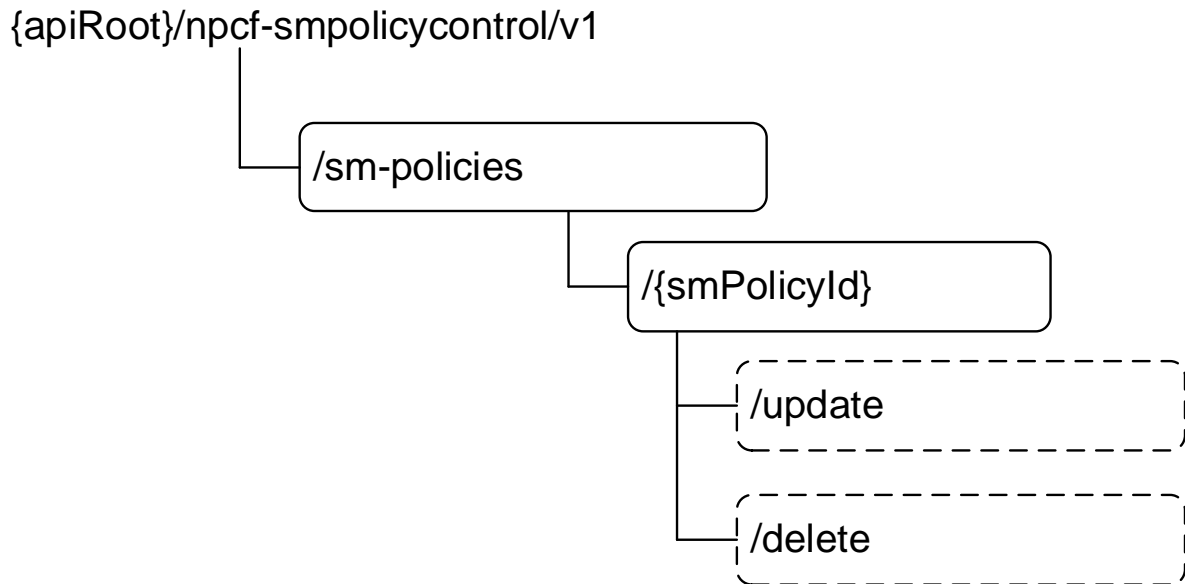 {apiRoot}/npcf-smpolicycontrol/v1
/sm-policies
/{smPolicyId}
/update
/delete